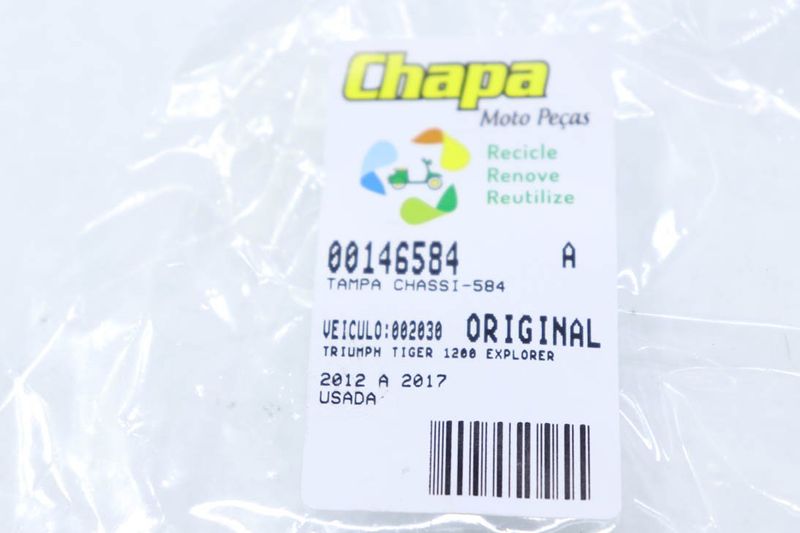 Chapa
Moto Peças
Recicle
Renove
Reutilize
00146584 A
TAMPA CHASSI-584
VEICULO:002030 ORIGINAL
TRIUMPH TIGER 1200 EXPLORER
2012 A 2017
USADA